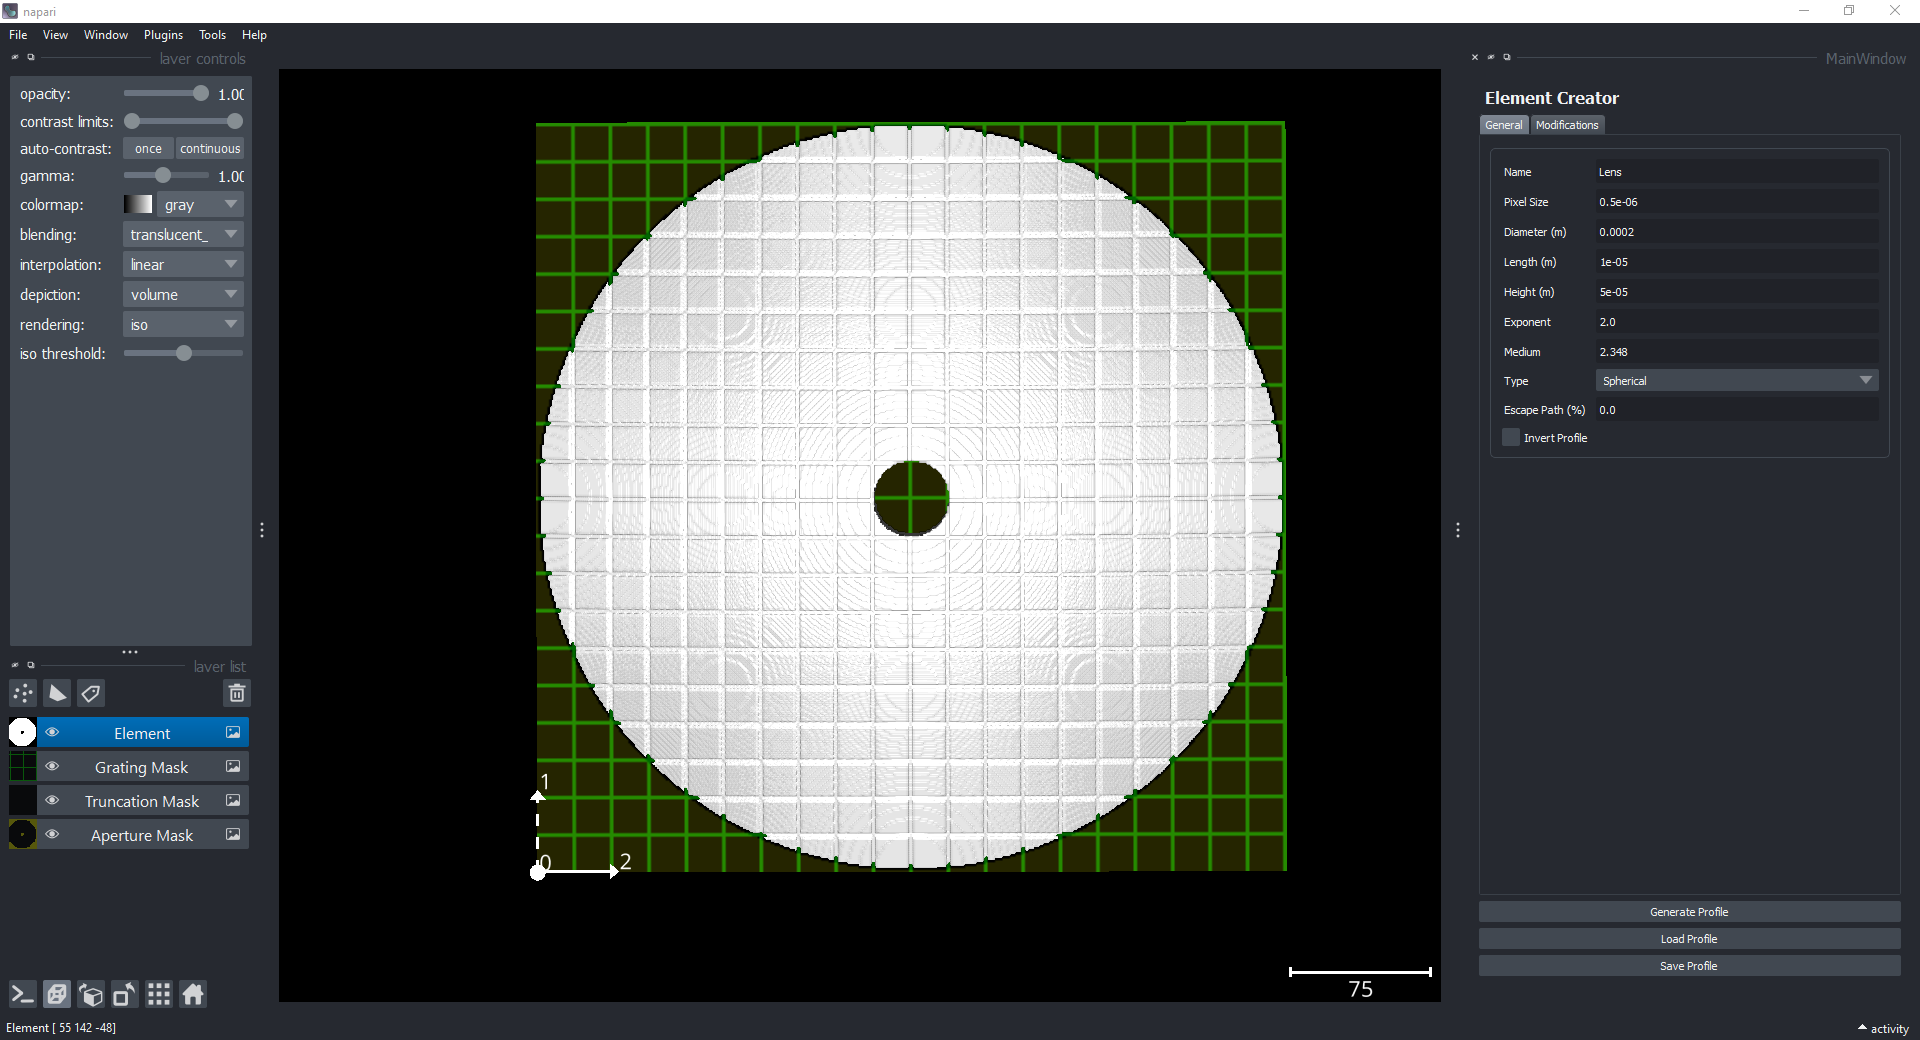 napari
File View Window Plugins Tools Help
layer controls
opacity: 1.00
contrast limits:
auto-contrast: once continuous
gamma: 1.00
colormap: gray
blending: translucent_
interpolation: linear
depiction: volume
rendering: iso
iso threshold:
layer list
Element
Grating Mask
Truncation Mask
Aperture Mask
Element [ 55 142 -48]
1
0
2
75
MainWindow
Element Creator
General Modifications
Name Lens
Pixel Size 0.5e-06
Diameter (m) 0.0002
Length (m) 1e-05
Height (m) 5e-05
Exponent 2.0
Medium 2.348
Type Spherical
Escape Path (%) 0.0
Invert Profile
Generate Profile
Load Profile
Save Profile
activity